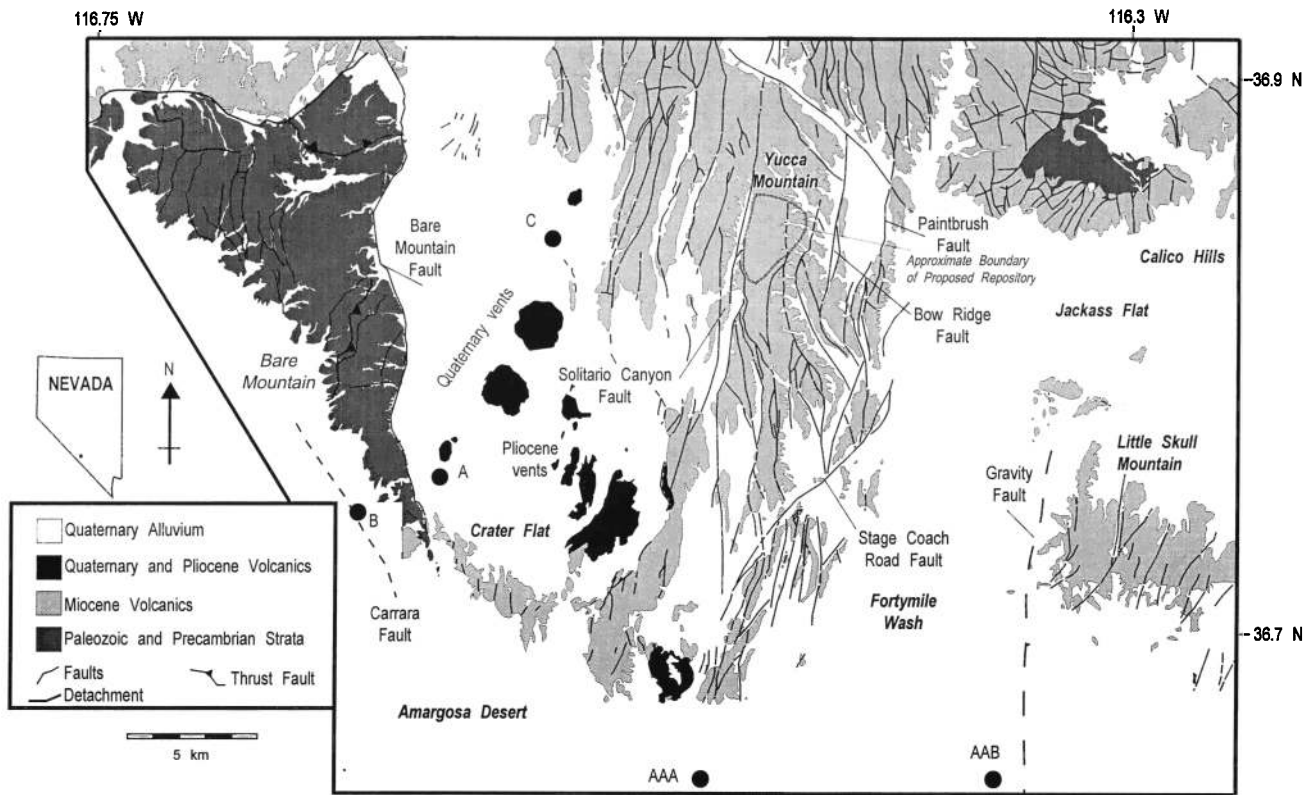 116.75 W
116.3 W
36.9 N
Yucca
Mountain
C
Bare
Mountain
Fault
Paintbrush
Fault
Approximate Boundary
of Proposed Repository
Calico Hills
Bow Ridge
Fault
Jackass Flat
Quaternary vents
Bare
Mountain
Solitario Canyon
Fault
NEVADA
N
Pliocene
vents
A
B
Crater Flat
Gravity
Fault
Little Skull
Mountain
Stage Coach
Road Fault
Fortymile
Wash
Carrara
Fault
36.7 N
Quaternary Alluvium
Quaternary and Pliocene Volcanics
Miocene Volcanics
Paleozoic and Precambrian Strata
Faults
Thrust Fault
Detachment
Amargosa Desert
5 km
AAA
AAB